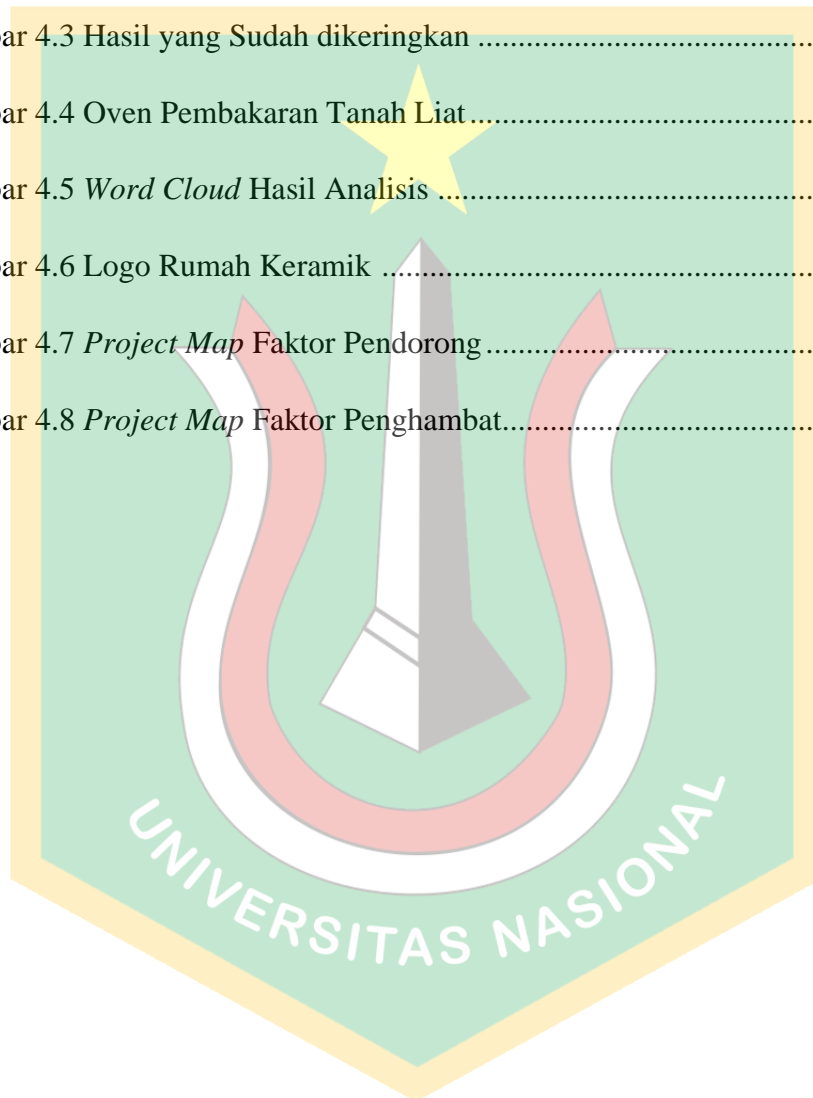 ar 4.3 Hasil yang Sudah dikeringkan ..........................................
ar 4.4 Oven Pembakaran Tanah Liat ...........................................
ar 4.5 Word Cloud Hasil Analisis ...............................................
ar 4.6 Logo Rumah Keramik ......................................................
ar 4.7 Project Map Faktor Pendorong .........................................
ar 4.8 Project Map Faktor Penghambat.......................................
UNIVERSITAS NASIONAL